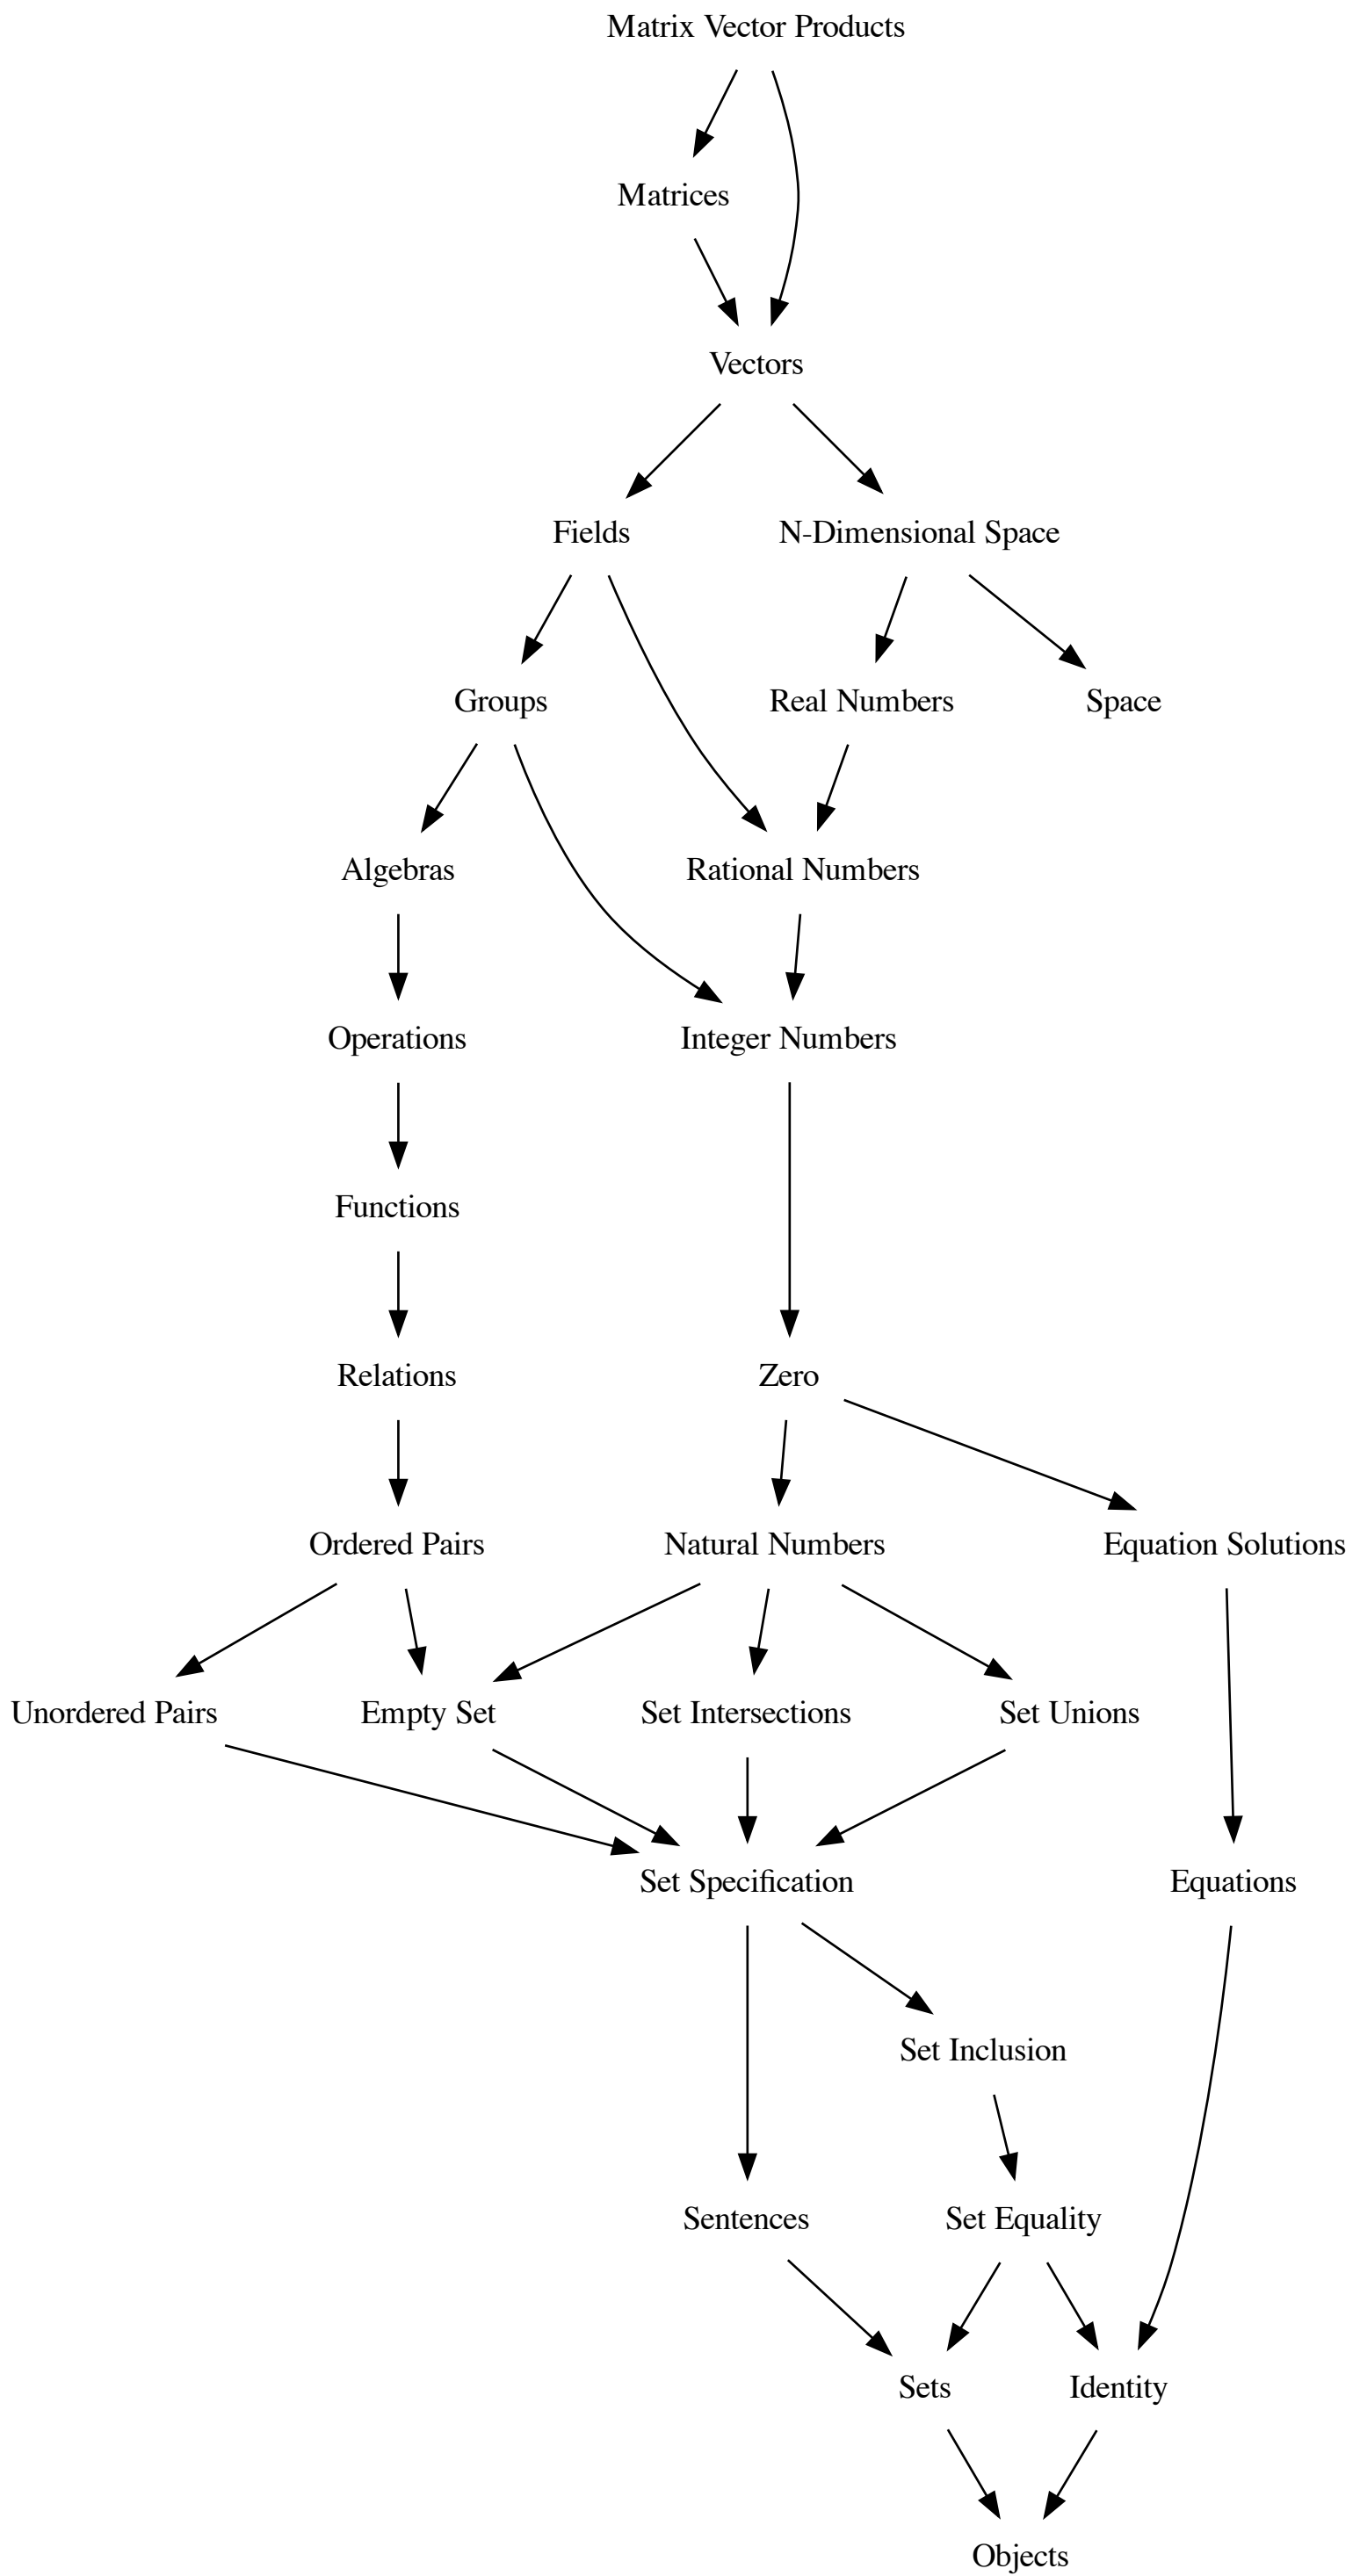 Matrix Vector Products
Matrices
Vectors
Fields
N-Dimensional Space
Groups
Real Numbers
Space
Algebras
Rational Numbers
Operations
Integer Numbers
Functions
Relations
Zero
Ordered Pairs
Natural Numbers
Equation Solutions
Unordered Pairs
Empty Set
Set Intersections
Set Unions
Set Specification
Equations
Set Inclusion
Sentences
Set Equality
Sets
Identity
Objects